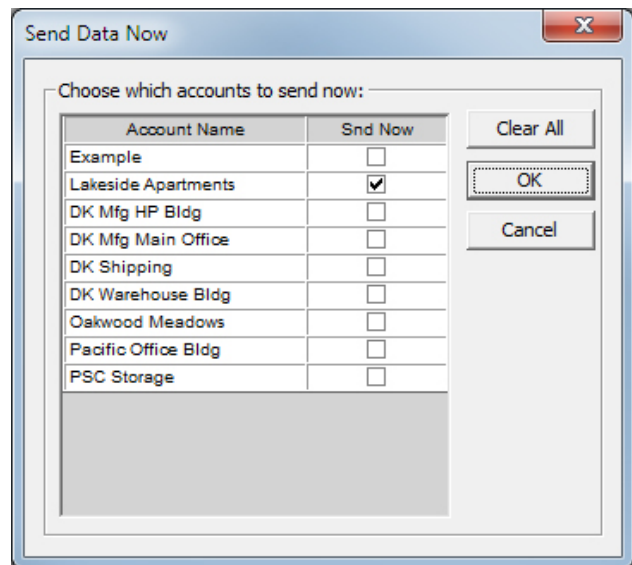 Send Data Now
Choose which accounts to send now:
Account Name Snd Now
Example
Lakeside Apartments
DK Mfg HP Bldg
DK Mfg Main Office
DK Shipping
DK Warehouse Bldg
Oakwood Meadows
Pacific Office Bldg
PSC Storage
Clear All
OK
Cancel